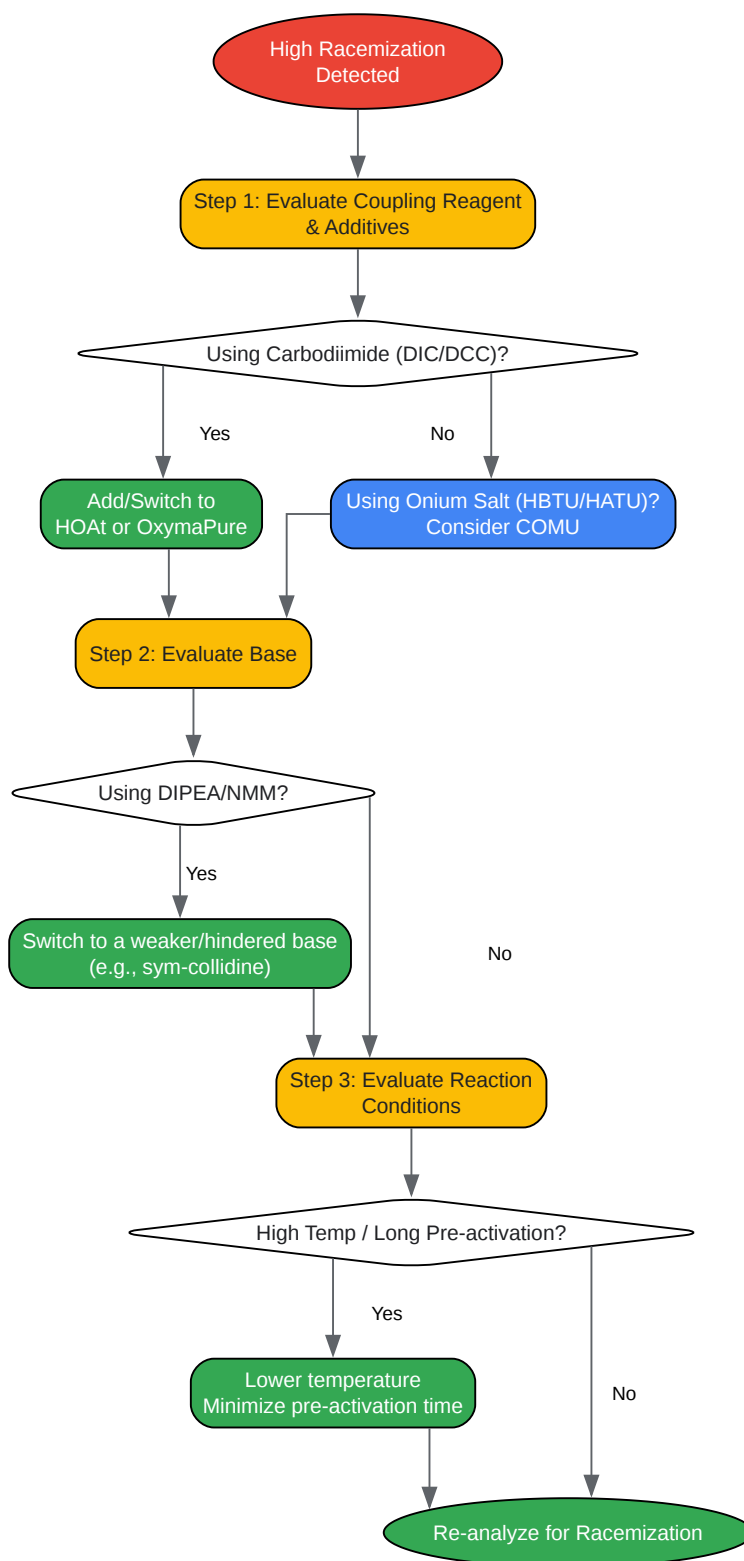 High Racemization
Detected
Step 1: Evaluate Coupling Reagent
& Additives
Using Carbodiimide (DIC/DCC)?
Yes
No
Add/Switch to
HOAt or OxymaPure
Using Onium Salt (HBTU/HATU)?
Consider COMU
Step 2: Evaluate Base
Using DIPEA/NMM?
Yes
Switch to a weaker/hindered base
(e.g., sym-collidine)
No
Step 3: Evaluate Reaction
Conditions
High Temp / Long Pre-activation?
Yes
Lower temperature
Minimize pre-activation time
No
Re-analyze for Racemization